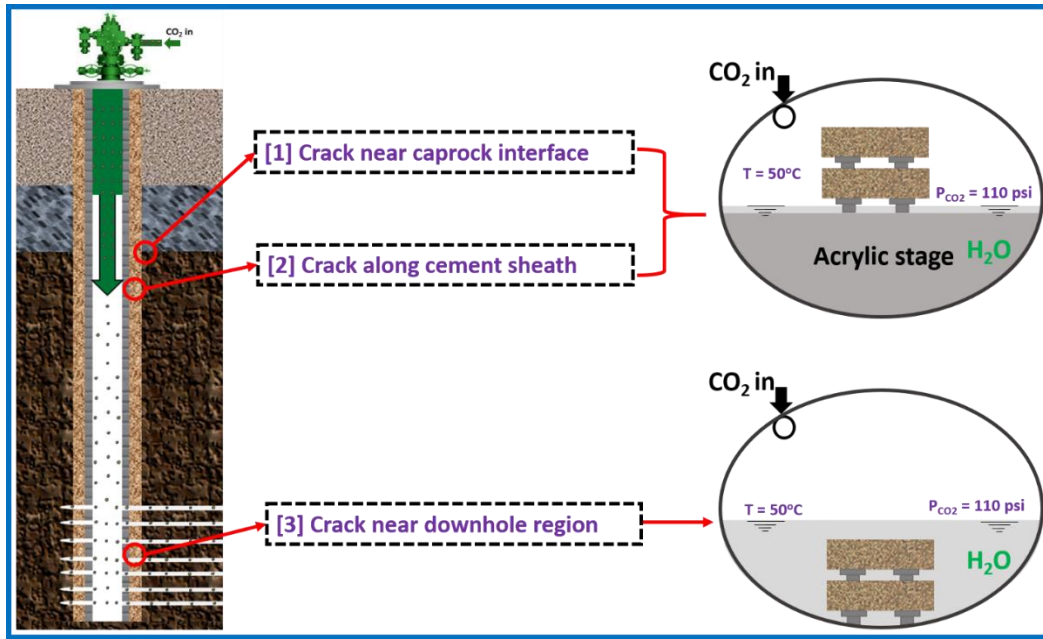 CO₂ in
[1] Crack near caprock interface
[2] Crack along cement sheath
[3] Crack near downhole region
CO₂ in
T = 50°C
P_CO2 = 110 psi
Acrylic stage
H₂O
CO₂ in
T = 50°C
P_CO2 = 110 psi
H₂O